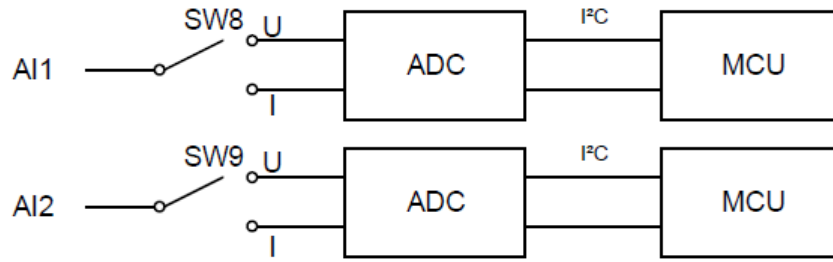 SW8 U I²C
AI1 ADC MCU
I
SW9 U I²C
AI2 ADC MCU
I